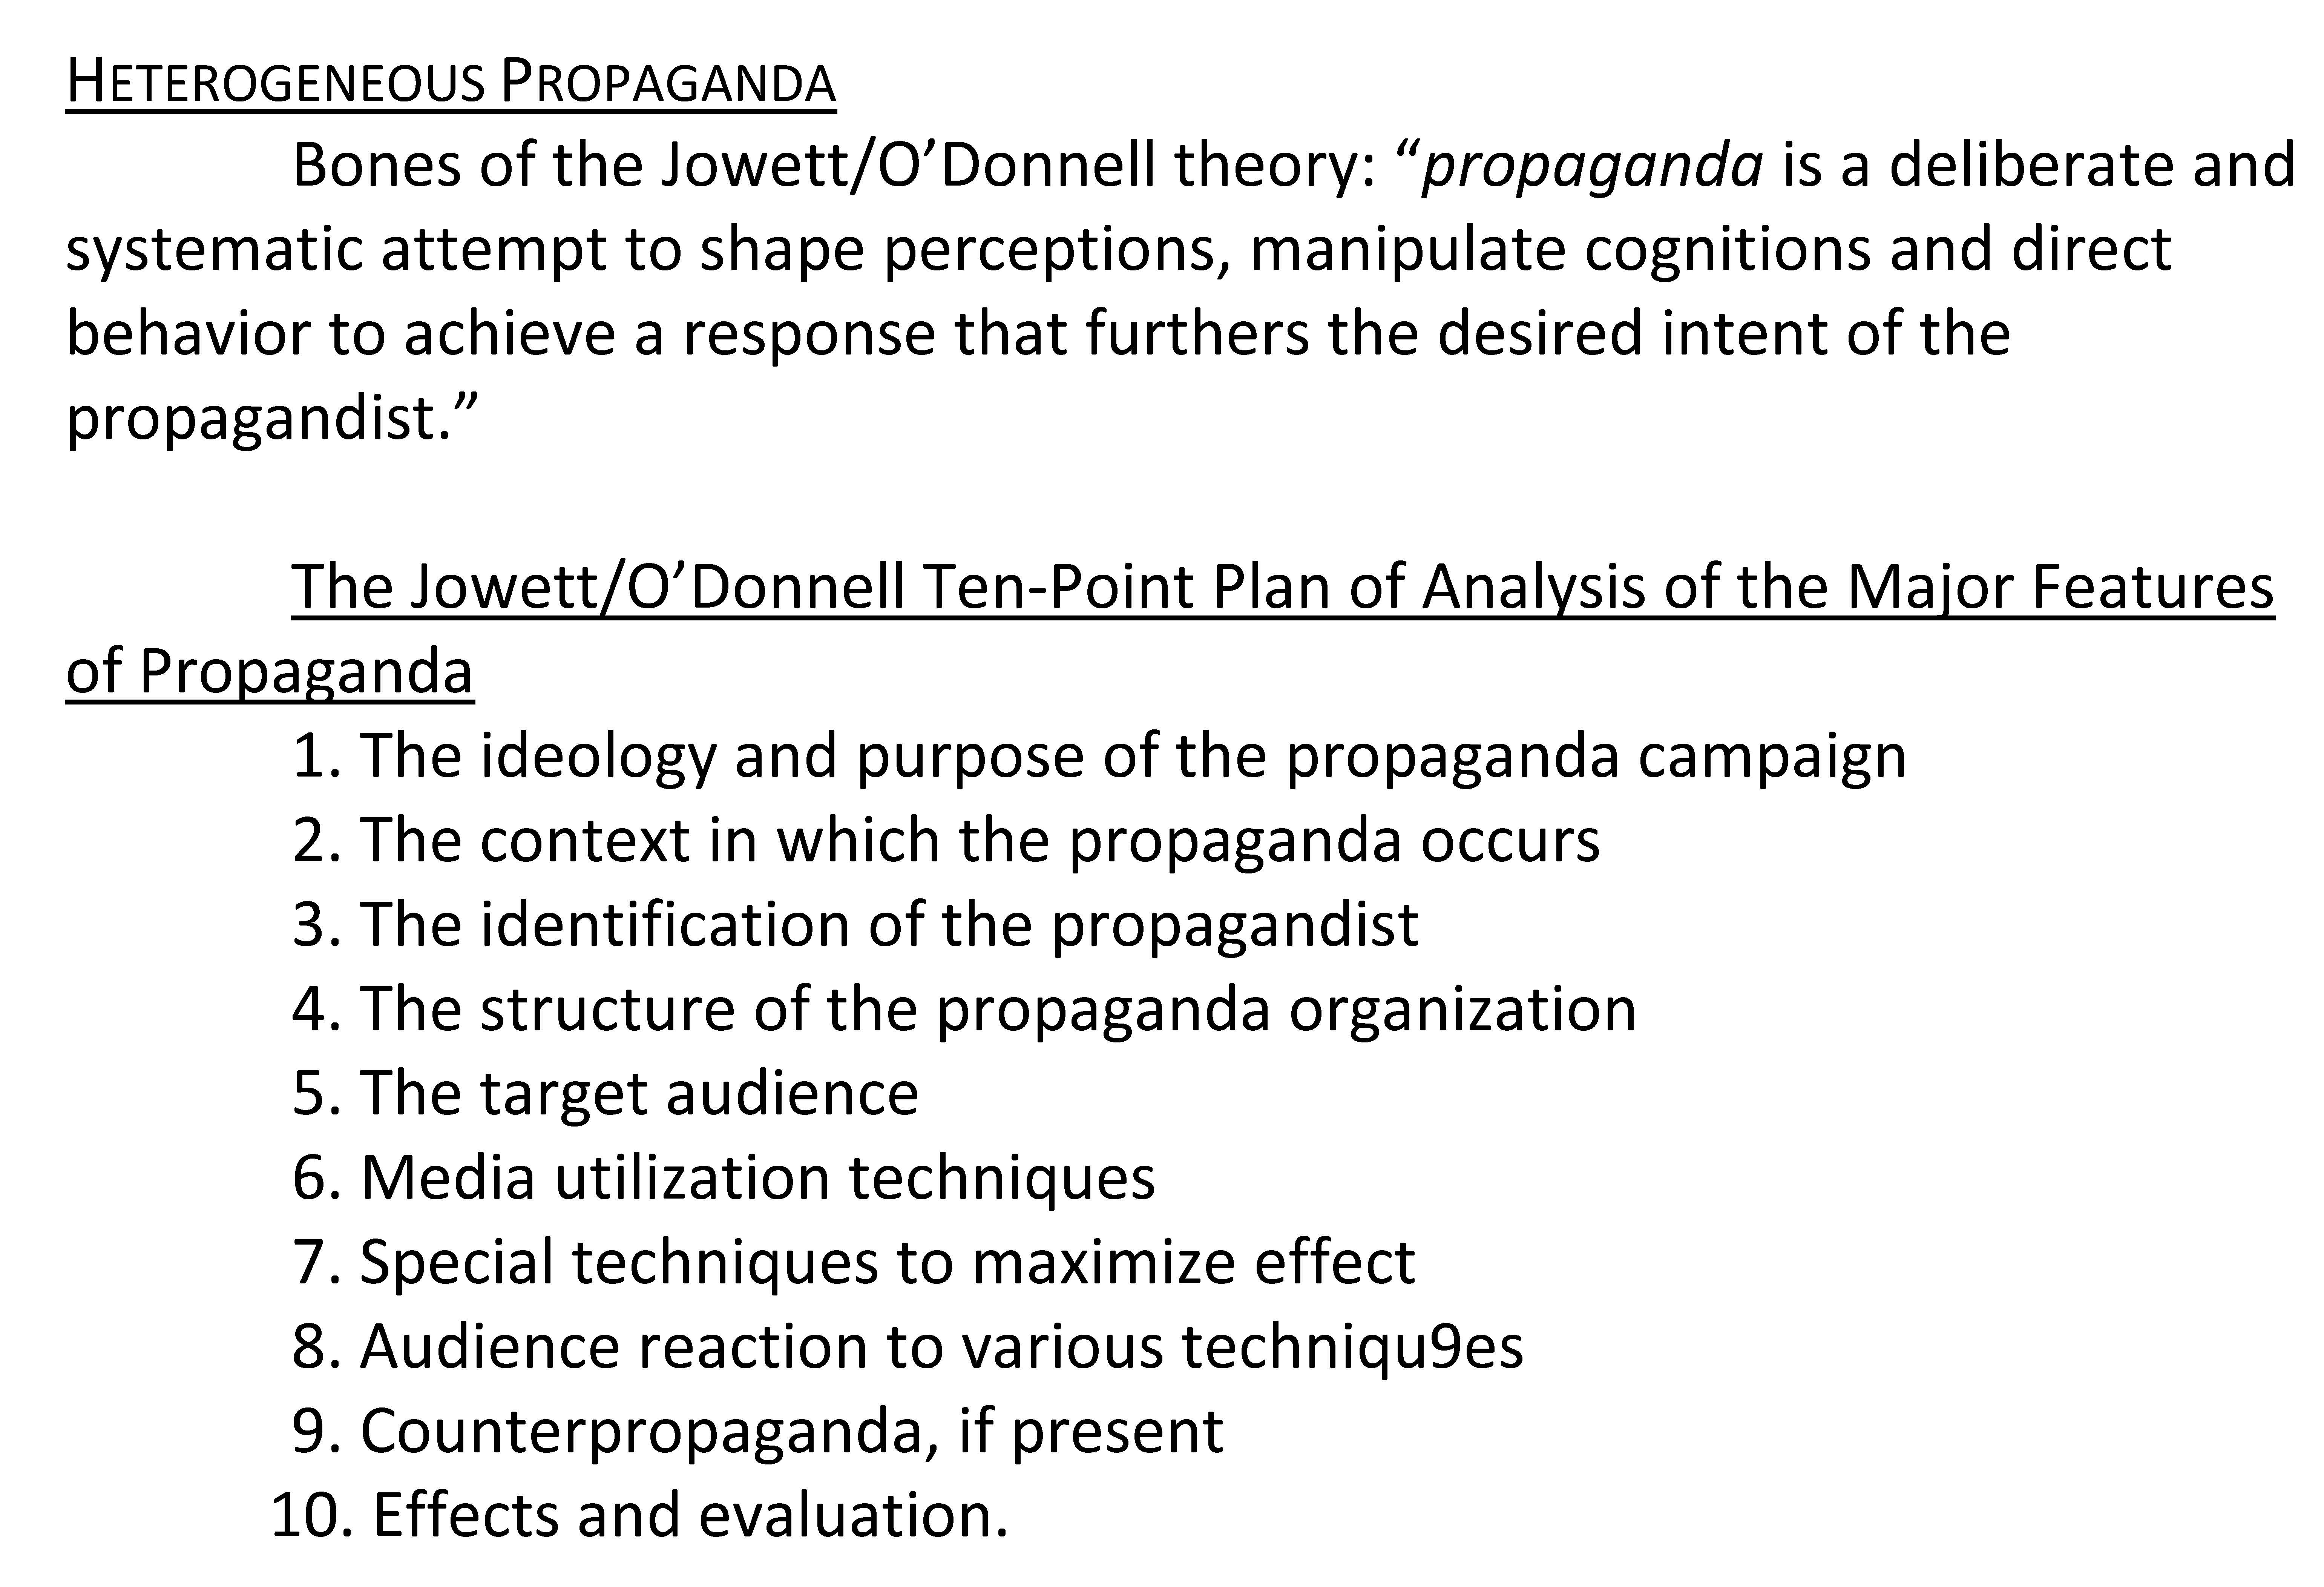 HETEROGENEOUS PROPAGANDA
Bones of the Jowett/O’Donnell theory: “propaganda is a deliberate and
systematic attempt to shape perceptions, manipulate cognitions and direct
behavior to achieve a response that furthers the desired intent of the
propagandist.”
The Jowett/O’Donnell Ten-Point Plan of Analysis of the Major Features
of Propaganda
1. The ideology and purpose of the propaganda campaign
2. The context in which the propaganda occurs
3. The identification of the propagandist
4. The structure of the propaganda organization
5. The target audience
6. Media utilization techniques
7. Special techniques to maximize effect
8. Audience reaction to various techniqu9es
9. Counterpropaganda, if present
10. Effects and evaluation.